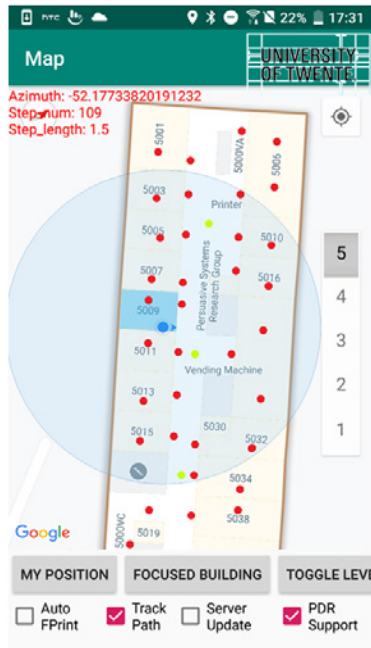 HTC
22% 17:31
Map
UNIVERSITY
OF TWENTE.
Azimuth: -52.17733820191232
Step_num: 109
Step_length: 1.5
5001
5000VA
5006
5003
Printer
5005
5010
5007
Persuasive Systems
Research Group
5016
5009
5011
Vending Machine
5013
5015
5030
5032
5034
5038
5000VC
5019
5
4
3
2
1
Google
MY POSITION
FOCUSED BUILDING
TOGGLE LEVE
Auto
FPrint
Track
Path
Server
Update
PDR
Support